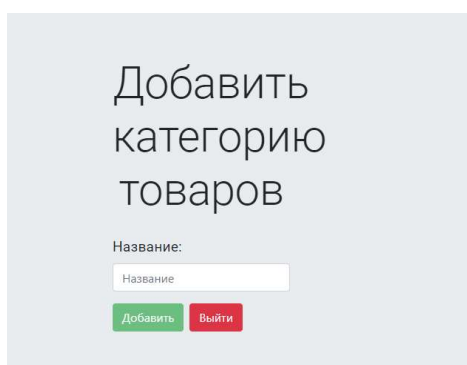 Добавить
категорию
товаров
Название:
Название
Добавить Выйти